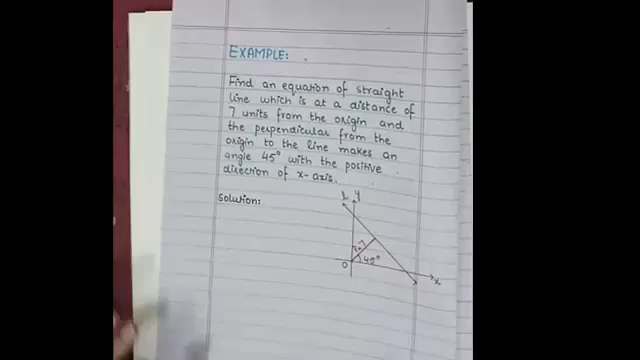 EXAMPLE:
Find an equation of straight
line which is at a distance of
7 units from the origin and
the perpendicular from the
origin to the line makes an
angle 45° with the positive
direction of x-axis.
Solution:
L Y
P=7
45°
O
X